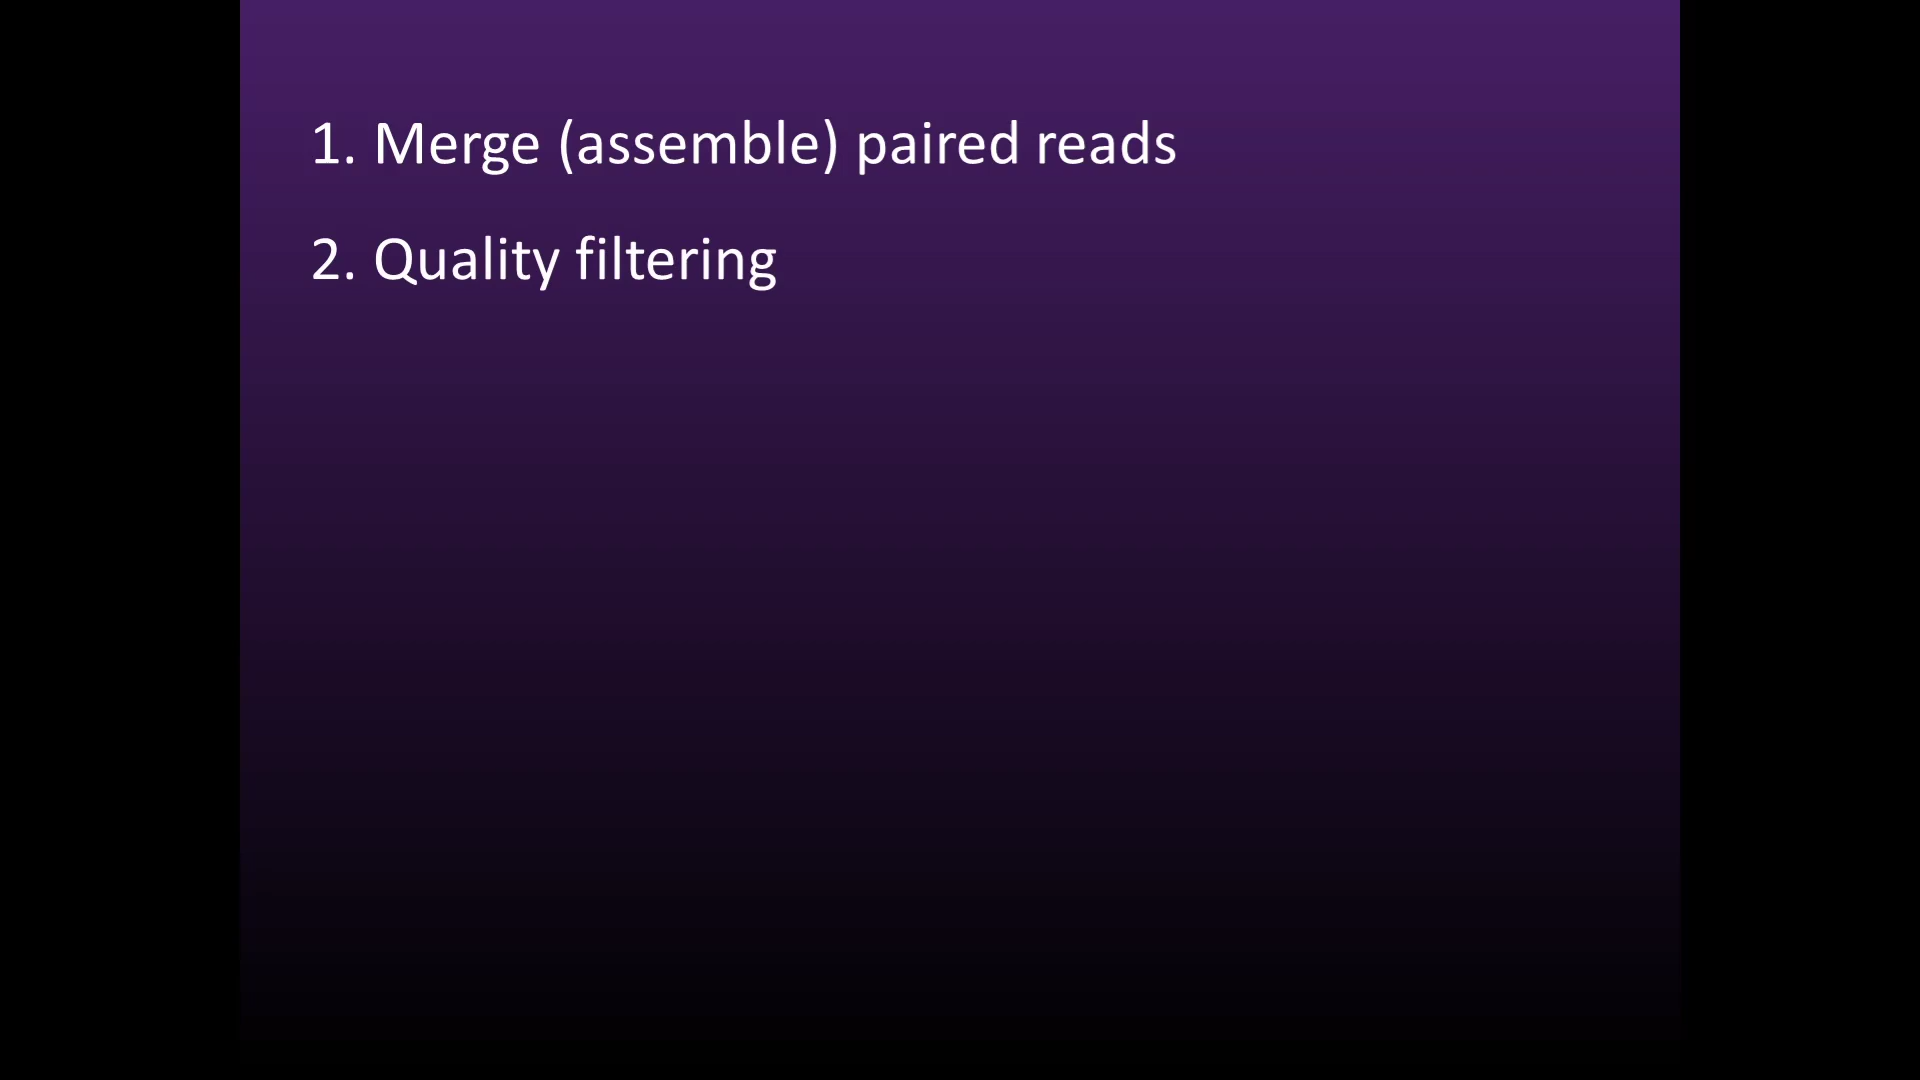 1. Merge (assemble) paired reads
2. Quality filtering